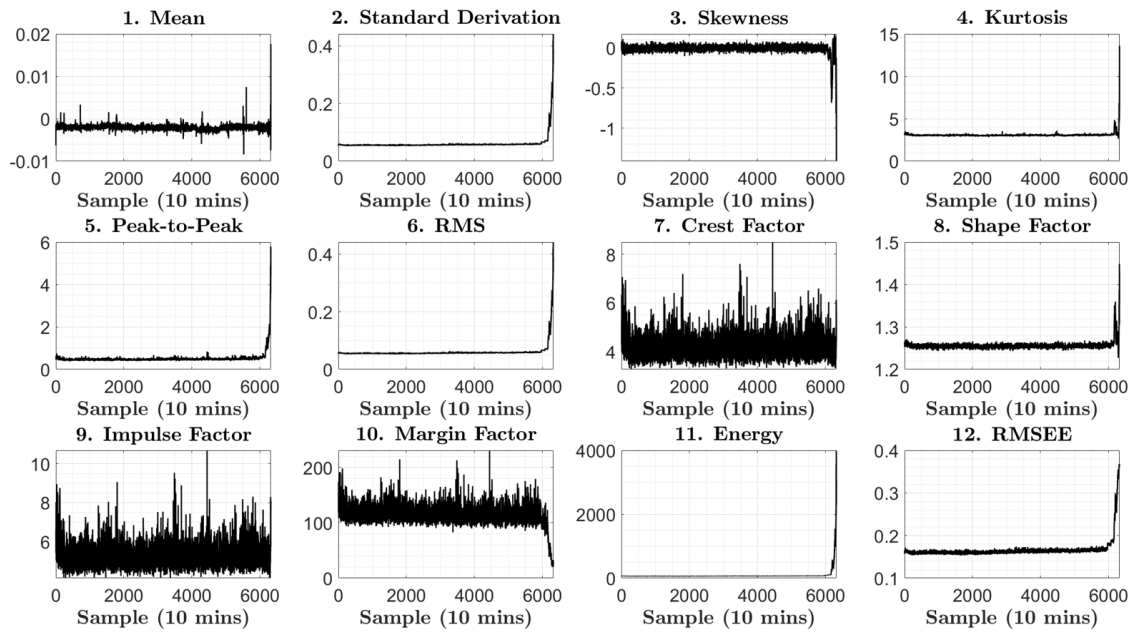 1. Mean
0.02
0.01
0
-0.01
0 2000 4000 6000
Sample (10 mins)
2. Standard Derivation
0.4
0.2
0
0 2000 4000 6000
Sample (10 mins)
3. Skewness
0
-0.5
-1
0 2000 4000 6000
Sample (10 mins)
4. Kurtosis
15
10
5
0
0 2000 4000 6000
Sample (10 mins)
5. Peak-to-Peak
6
4
2
0
0 2000 4000 6000
Sample (10 mins)
6. RMS
0.4
0.2
0
0 2000 4000 6000
Sample (10 mins)
7. Crest Factor
8
6
4
0 2000 4000 6000
Sample (10 mins)
8. Shape Factor
1.5
1.4
1.3
1.2
0 2000 4000 6000
Sample (10 mins)
9. Impulse Factor
10
8
6
0 2000 4000 6000
Sample (10 mins)
10. Margin Factor
200
100
0
0 2000 4000 6000
Sample (10 mins)
11. Energy
4000
2000
0
0 2000 4000 6000
Sample (10 mins)
12. RMSEE
0.4
0.3
0.2
0.1
0 2000 4000 6000
Sample (10 mins)